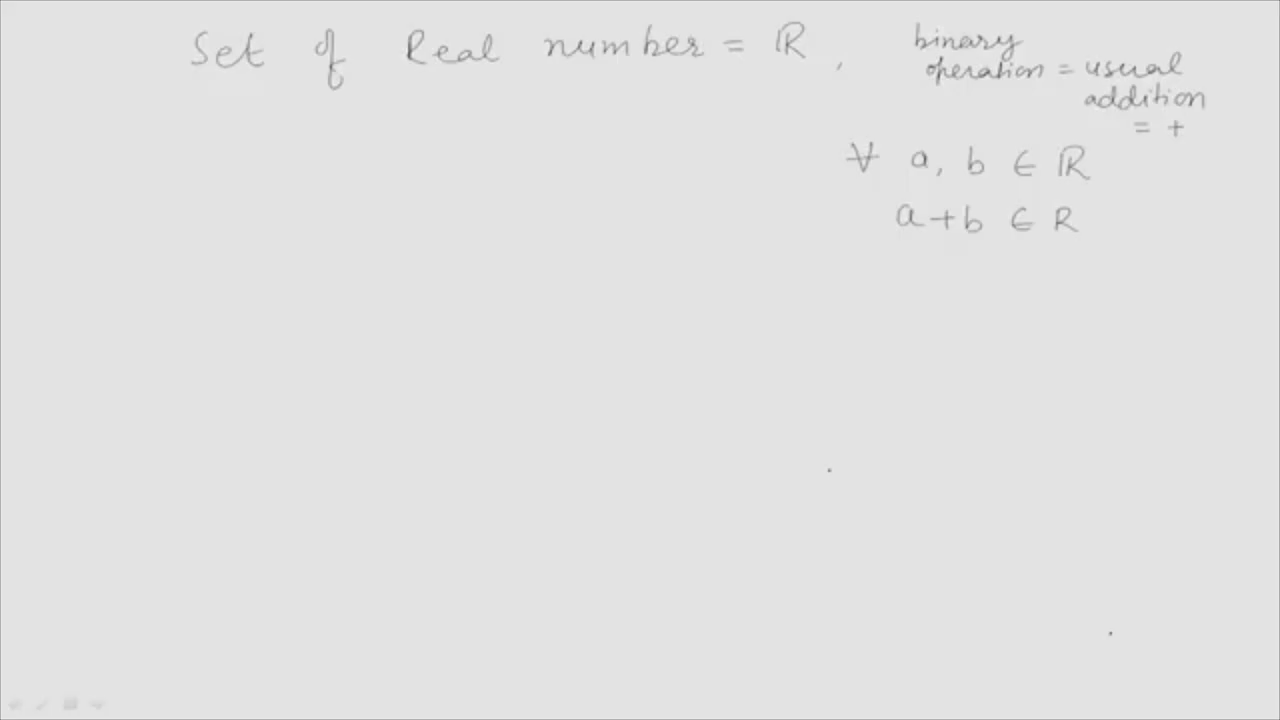 Set of Real number = ℝ, binary
operation = usual
addition
= +
∀ a, b ∈ ℝ
a + b ∈ R